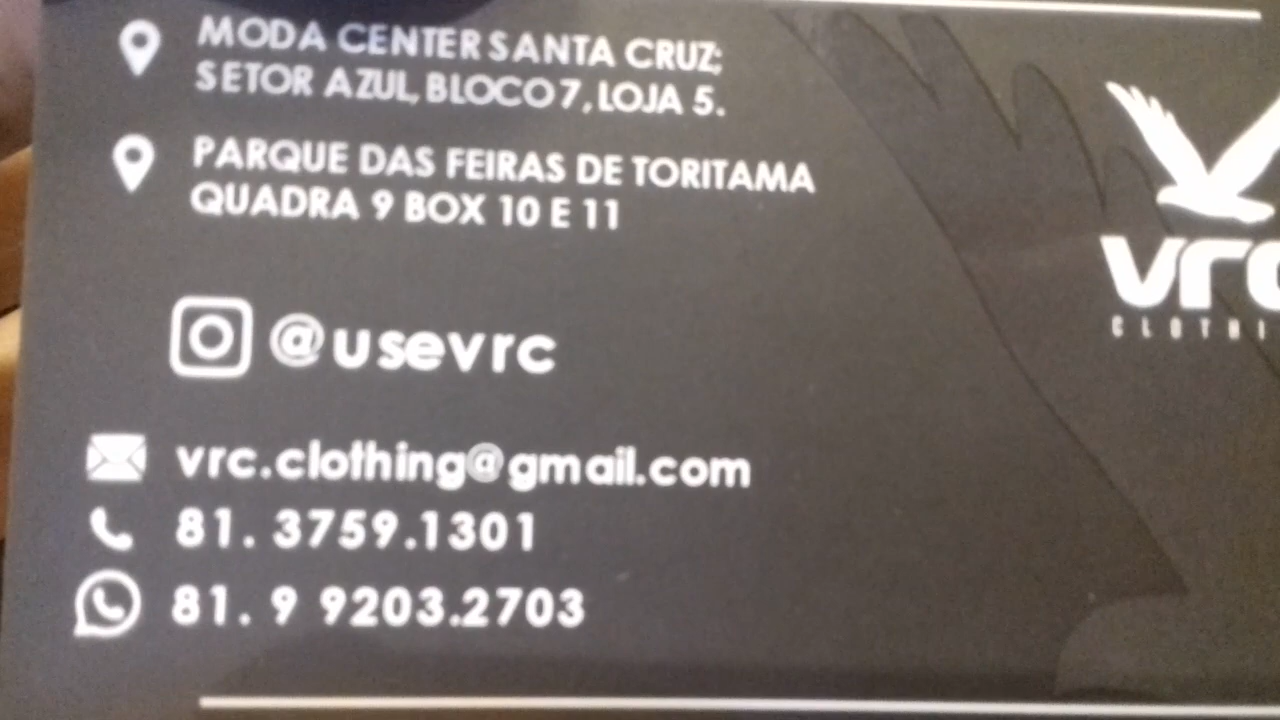 MODA CENTER SANTA CRUZ;
SETOR AZUL, BLOCO 7, LOJA 5.
PARQUE DAS FEIRAS DE TORITAMA
QUADRA 9 BOX 10 E 11
@usevrc
vrc.clothing@gmail.com
81. 3759.1301
81. 9 9203.2703
vrc